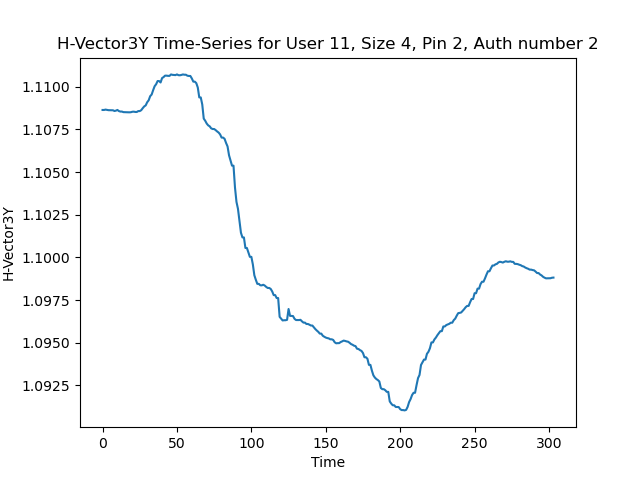 H-Vector3Y Time-Series for User 11, Size 4, Pin 2, Auth number 2
H-Vector3Y
1.1100
1.1075
1.1050
1.1025
1.1000
1.0975
1.0950
1.0925
0 50 100 150 200 250 300
Time